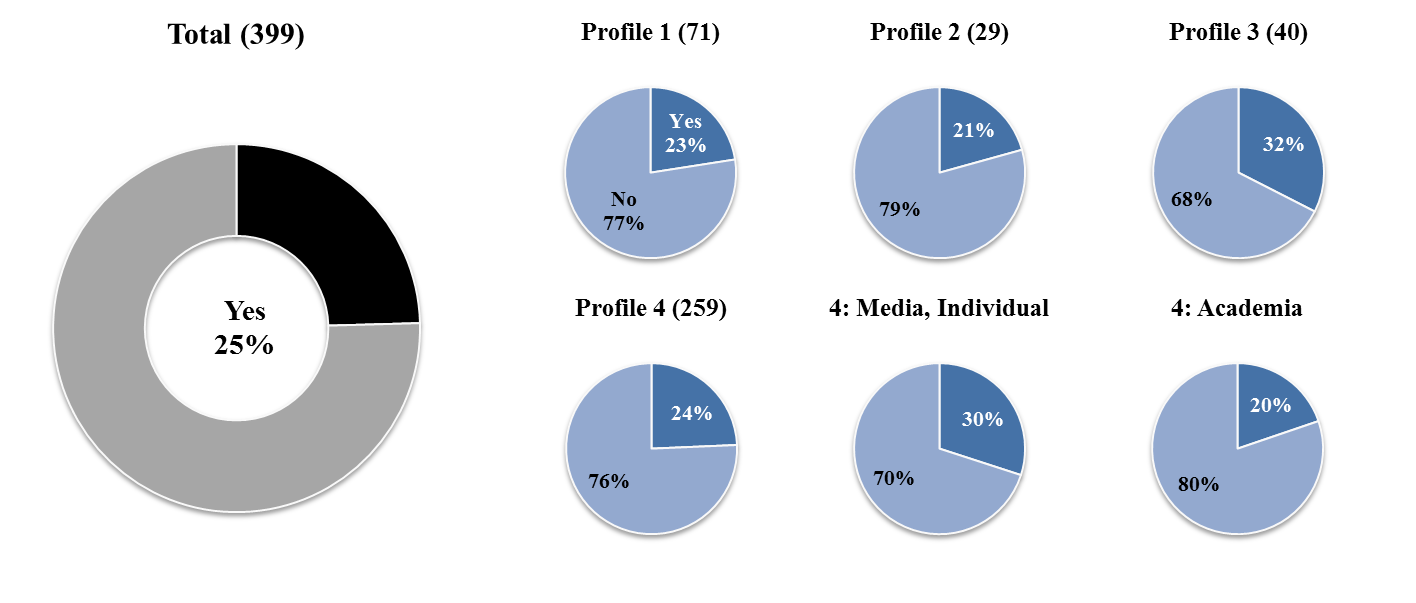 Total (399)
Yes
25%
Profile 1 (71)
Yes
23%
No
77%
Profile 2 (29)
21%
79%
Profile 3 (40)
32%
68%
Profile 4 (259)
24%
76%
4: Media, Individual
30%
70%
4: Academia
20%
80%